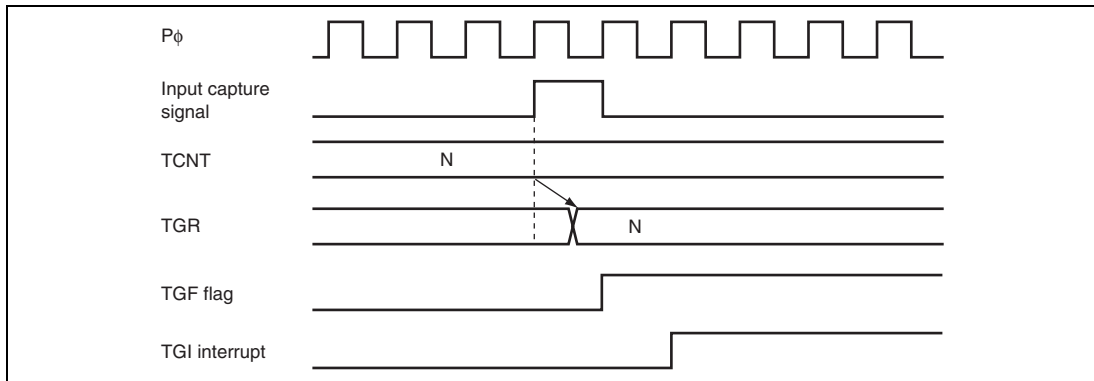 Pϕ
Input capture
signal
TCNT
N
TGR
N
TGF flag
TGI interrupt